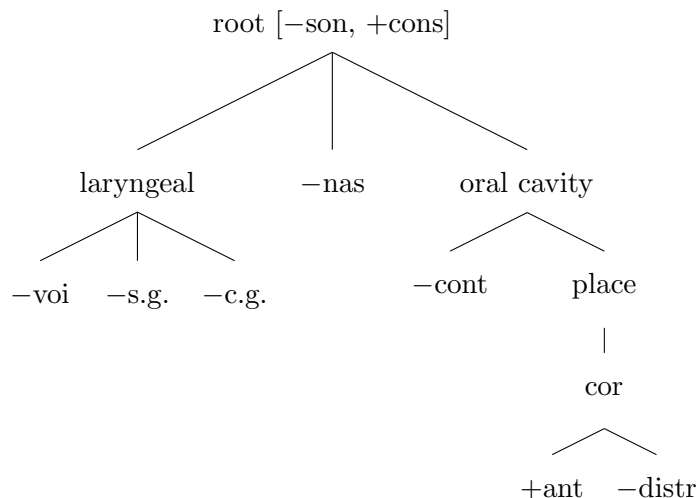 root [−son, +cons]
laryngeal −nas oral cavity
−voi −s.g. −c.g. −cont place
cor
+ant −distr